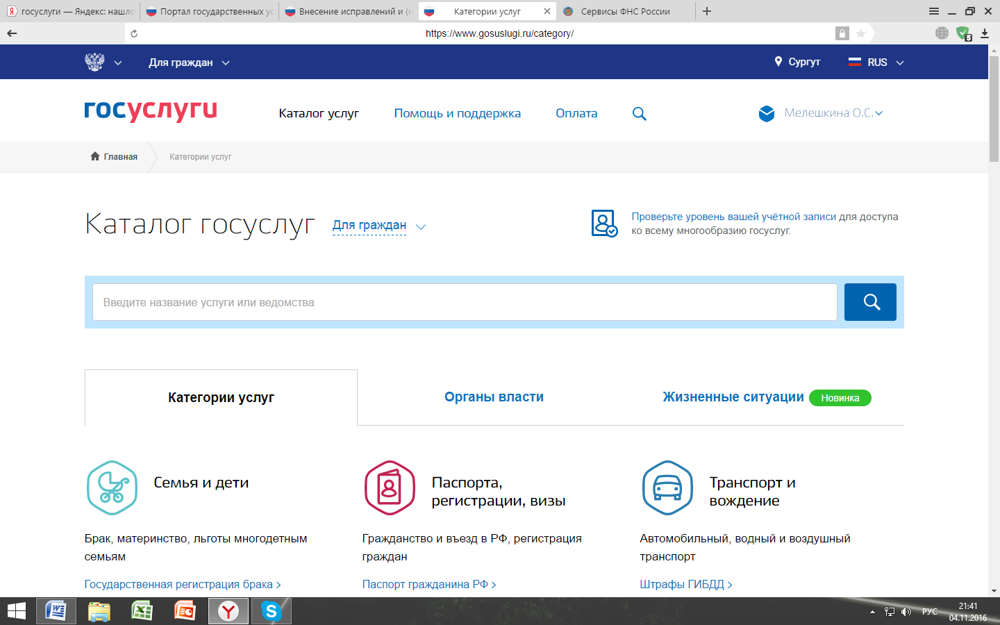 госуслуги — Яндекс: нашло
Портал государственных ус
Внесение исправлений и (и
Категории услуг
Сервисы ФНС России
https://www.gosuslugi.ru/category/
Для граждан
Сургут
RUS
госуслуги
Каталог услуг
Помощь и поддержка
Оплата
Мелешкина О.С.
Главная
Категории услуг
Каталог госуслуг
Для граждан
Проверьте уровень вашей учётной записи для доступа
ко всему многообразию госуслуг.
Введите название услуги или ведомства
Категории услуг
Органы власти
Жизненные ситуации
Новинка
Семья и дети
Брак, материнство, льготы многодетным
семьям
Государственная регистрация брака >
Паспорта,
регистрации, визы
Гражданство и въезд в РФ, регистрация
граждан
Паспорт гражданина РФ >
Транспорт и
вождение
Автомобильный, водный и воздушный
транспорт
Штрафы ГИБДД >
РУС
21:41
04.11.2016